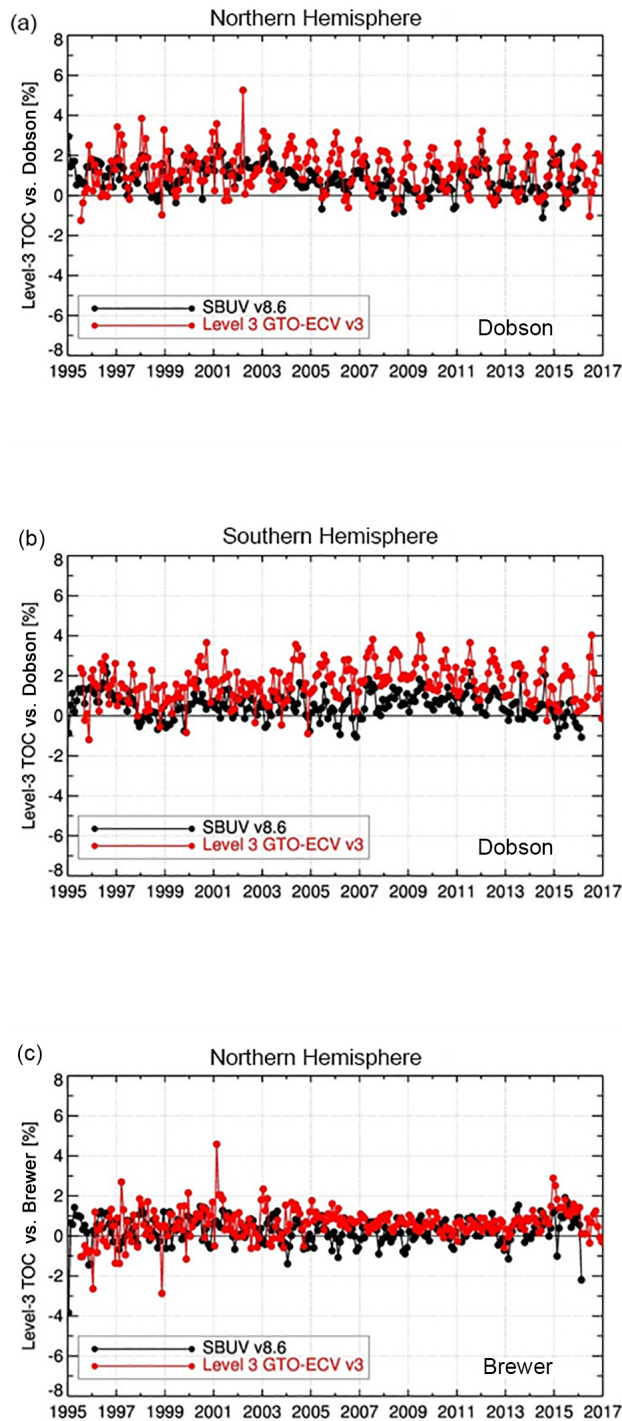 (a)
Northern Hemisphere
Level-3 TOC vs. Dobson [%]
8
6
4
2
0
-2
-4
-6
-8
SBUV v8.6
Level 3 GTO-ECV v3
Dobson
1995 1997 1999 2001 2003 2005 2007 2009 2011 2013 2015 2017
(b)
Southern Hemisphere
Level-3 TOC vs. Dobson [%]
8
6
4
2
0
-2
-4
-6
-8
SBUV v8.6
Level 3 GTO-ECV v3
Dobson
1995 1997 1999 2001 2003 2005 2007 2009 2011 2013 2015 2017
(c)
Northern Hemisphere
Level-3 TOC vs. Brewer [%]
8
6
4
2
0
-2
-4
-6
-8
SBUV v8.6
Level 3 GTO-ECV v3
Brewer
1995 1997 1999 2001 2003 2005 2007 2009 2011 2013 2015 2017